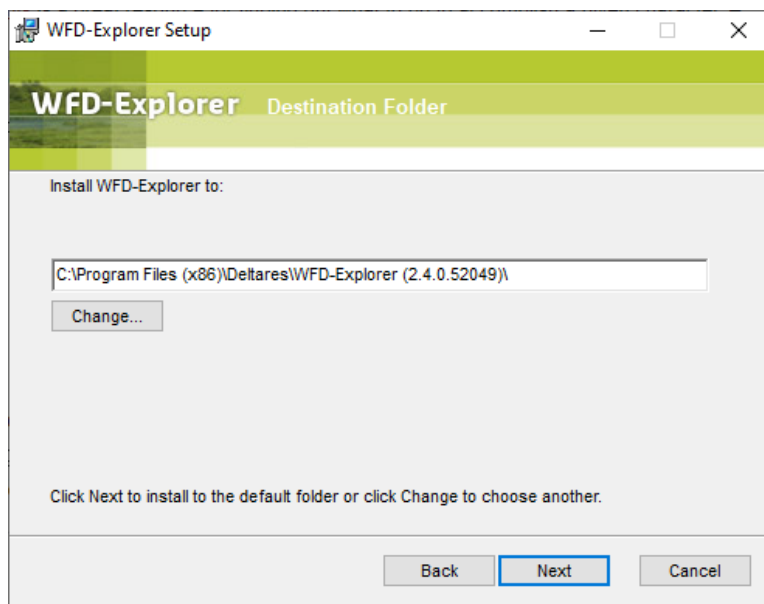 WFD-Explorer Setup
WFD-Explorer Destination Folder
Install WFD-Explorer to:
C:\Program Files (x86)\Deltares\WFD-Explorer (2.4.0.52049)\
Change...
Click Next to install to the default folder or click Change to choose another.
Back Next Cancel